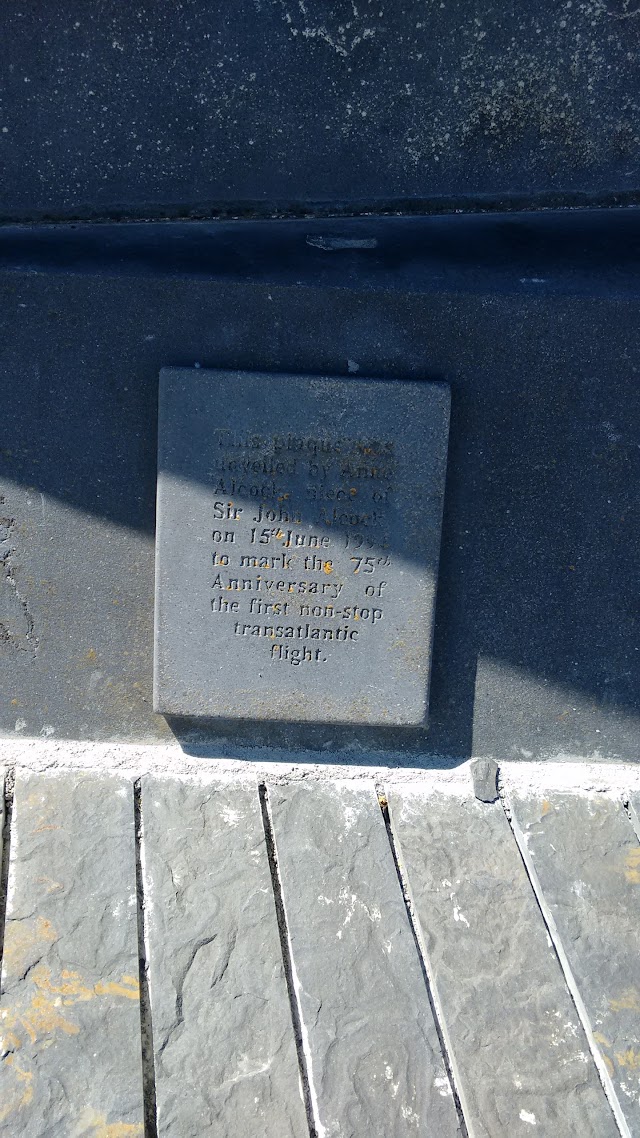 This plaque was
unveiled by Anna
Alcock, niece of
Sir John Alcock
on 15th June 1994
to mark the 75th
Anniversary of
the first non-stop
transatlantic
flight.